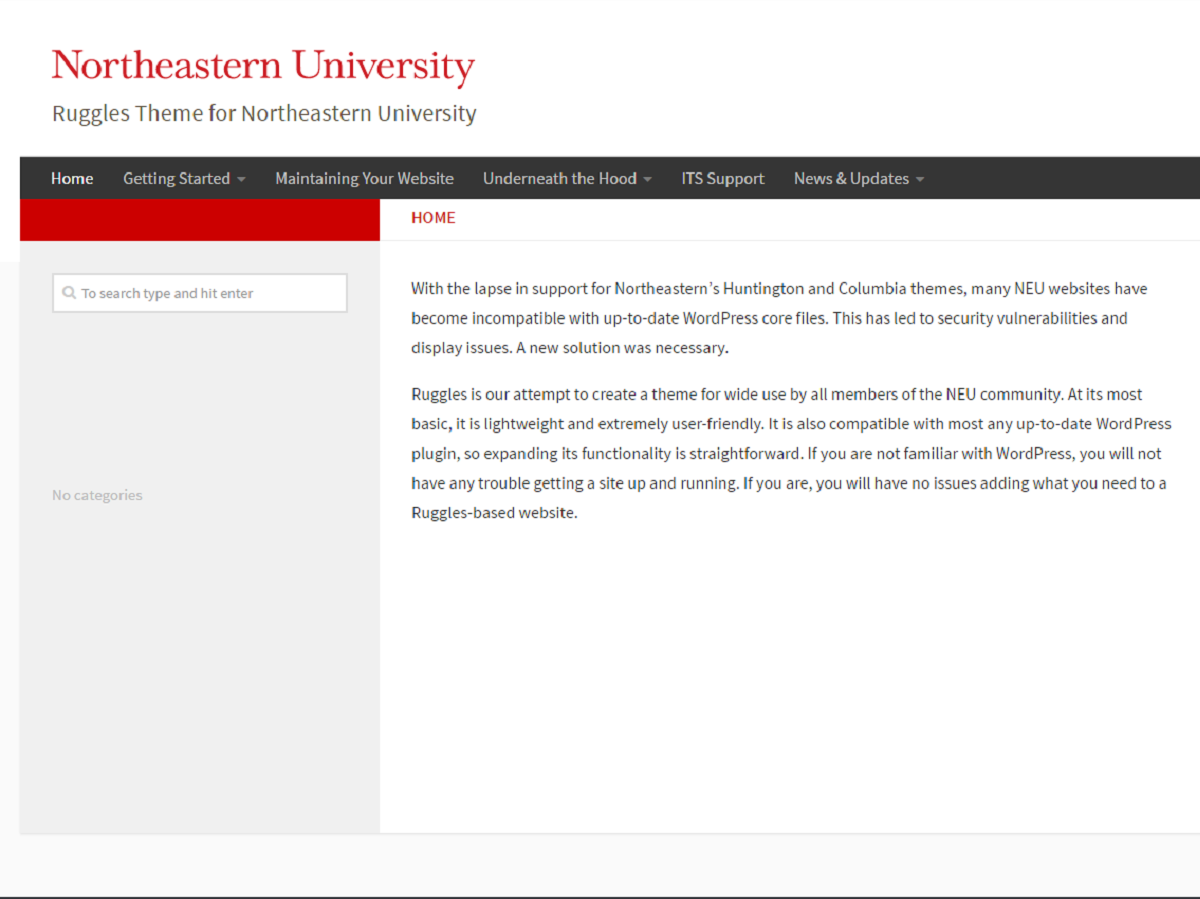 Northeastern University
Ruggles Theme for Northeastern University
Home Getting Started Maintaining Your Website Underneath the Hood ITS Support News & Updates
HOME
To search type and hit enter
No categories
With the lapse in support for Northeastern’s Huntington and Columbia themes, many NEU websites have
become incompatible with up-to-date WordPress core files. This has led to security vulnerabilities and
display issues. A new solution was necessary.
Ruggles is our attempt to create a theme for wide use by all members of the NEU community. At its most
basic, it is lightweight and extremely user-friendly. It is also compatible with most any up-to-date WordPress
plugin, so expanding its functionality is straightforward. If you are not familiar with WordPress, you will not
have any trouble getting a site up and running. If you are, you will have no issues adding what you need to a
Ruggles-based website.